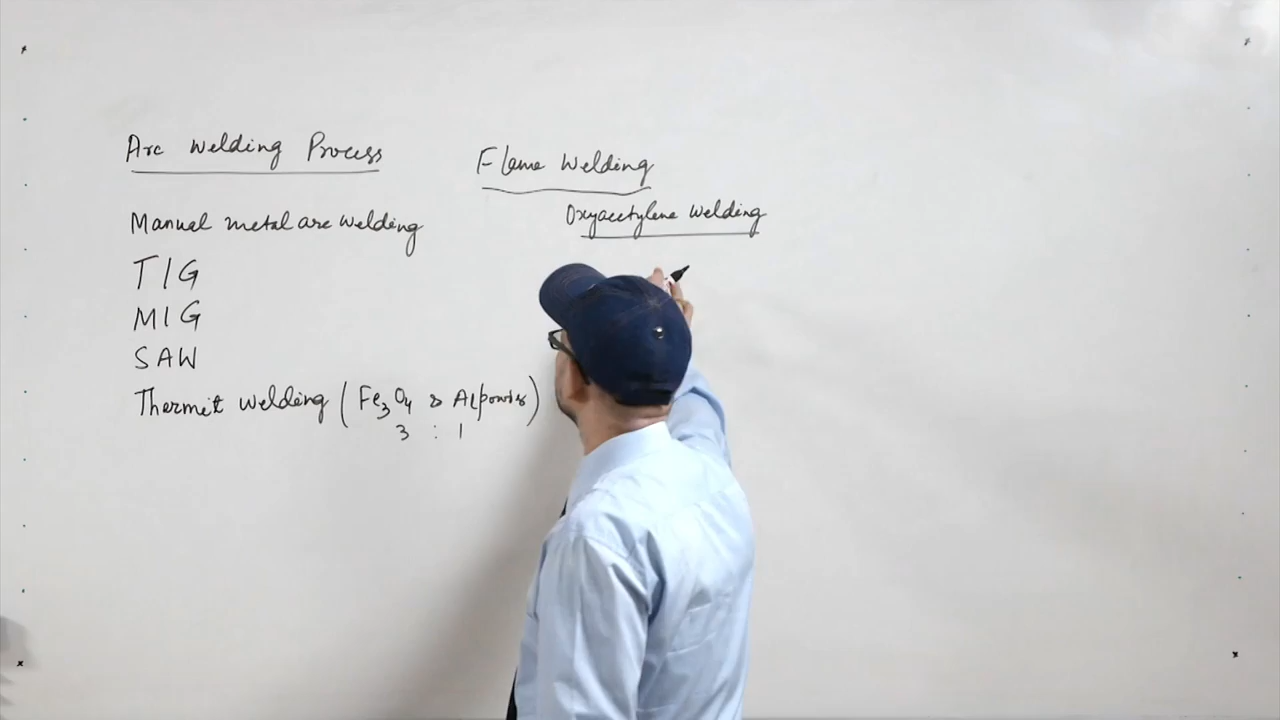 Arc Welding Process
Manual metal arc welding
TIG
MIG
SAW
Thermit welding (Fe₃O₄ & Al powder)
3 : 1
Flame Welding
Oxyacetylene Welding